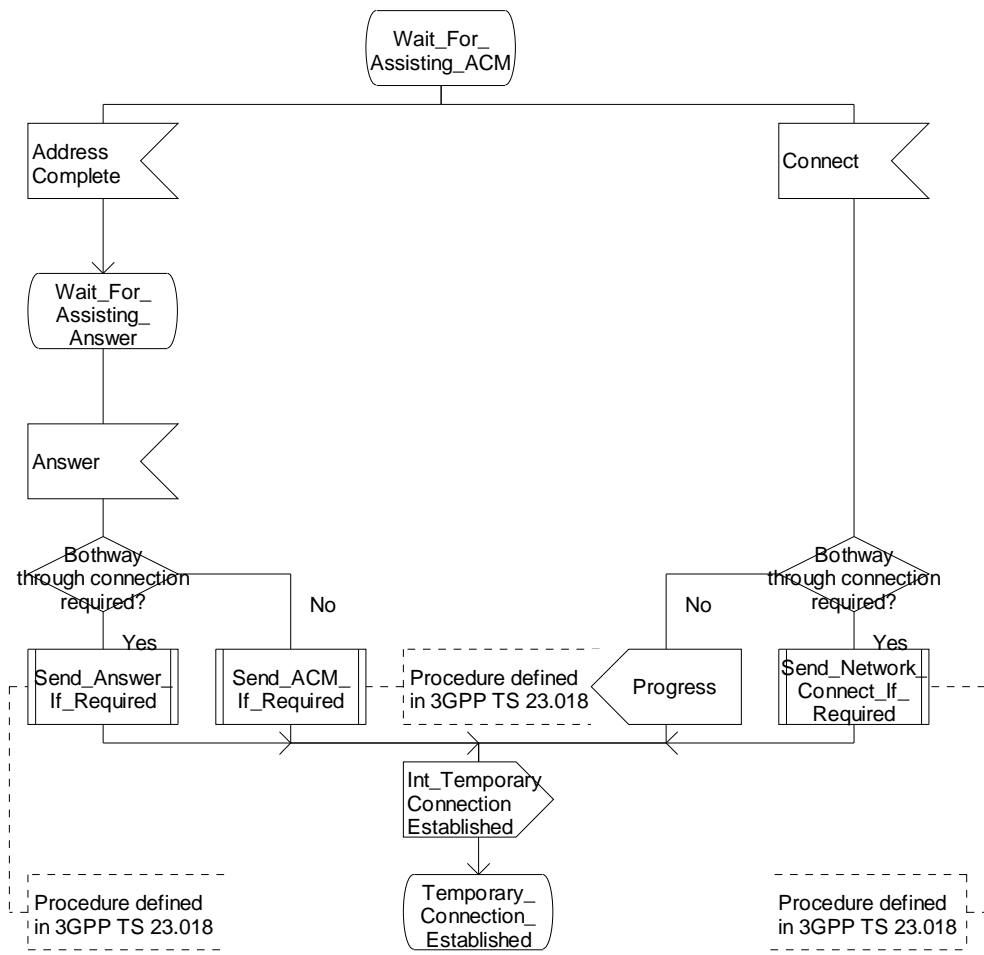 Wait_For_
Assisting_ACM
Address
Complete
Connect
Wait_For_
Assisting_
Answer
Answer
Bothway
through connection
required?
No
Yes
Bothway
through connection
required?
No
Yes
Send_Answer_
If_Required
Send_ACM_
If_Required
Procedure defined
in 3GPP TS 23.018
Progress
Send_Network_
Connect_If_
Required
Int_Temporary
Connection
Established
Procedure defined
in 3GPP TS 23.018
Temporary_
Connection_
Established
Procedure defined
in 3GPP TS 23.018